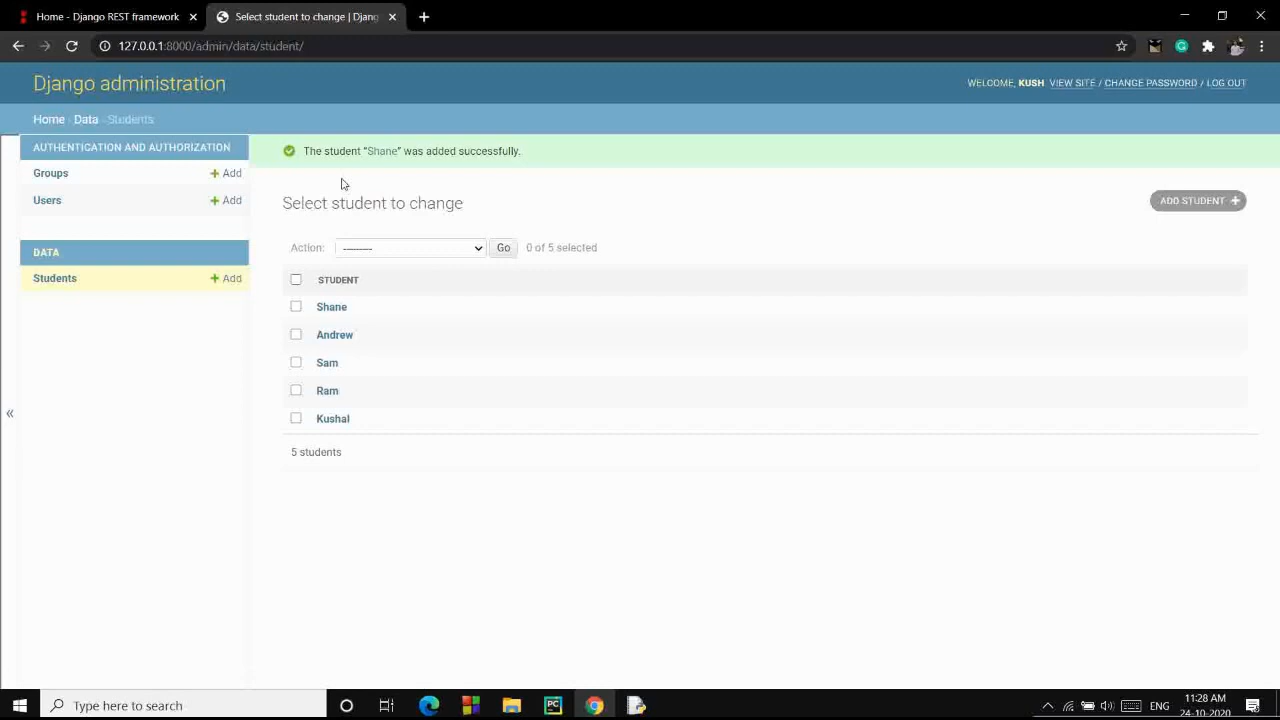 Home - Django REST framework
Select student to change | Djang
127.0.0.1:8000/admin/data/student/
Django administration
WELCOME, KUSH VIEW SITE / CHANGE PASSWORD / LOG OUT
Home › Data › Students
AUTHENTICATION AND AUTHORIZATION
Groups + Add
Users + Add
DATA
Students + Add
«
The student “Shane” was added successfully.
Select student to change
ADD STUDENT +
Action: --------- Go 0 of 5 selected
STUDENT
Shane
Andrew
Sam
Ram
Kushal
5 students
Type here to search
PC
ENG
11:28 AM
24-10-2020